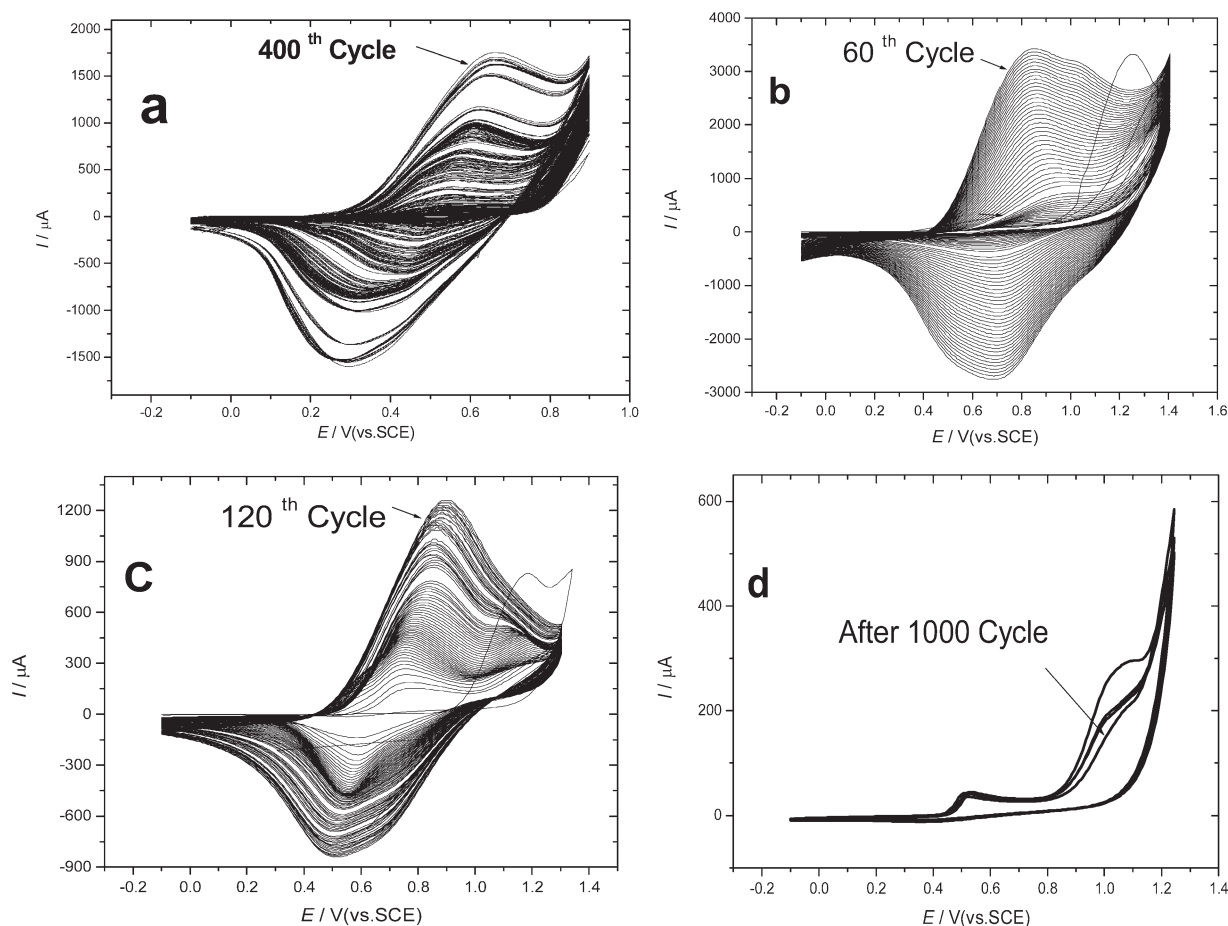 a
400 th Cycle
2000
1500
1000
500
0
-500
-1000
-1500
I / μA
-0.2 0.0 0.2 0.4 0.6 0.8 1.0
E / V(vs.SCE)
b
60 th Cycle
4000
3000
2000
1000
0
-1000
-2000
-3000
I / μA
-0.2 0.0 0.2 0.4 0.6 0.8 1.0 1.2 1.4 1.6
E / V(vs.SCE)
C
120 th Cycle
1200
900
600
300
0
-300
-600
-900
I / μA
-0.2 0.0 0.2 0.4 0.6 0.8 1.0 1.2 1.4
E / V(vs.SCE)
d
After 1000 Cycle
600
400
200
0
I / μA
-0.2 0.0 0.2 0.4 0.6 0.8 1.0 1.2 1.4
E / V(vs.SCE)